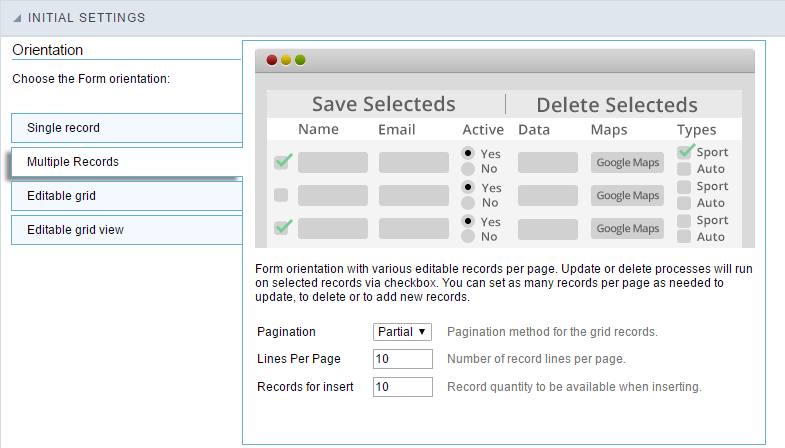 INITIAL SETTINGS
Orientation
Choose the Form orientation:
Single record
Multiple Records
Editable grid
Editable grid view
Save Selecteds Delete Selecteds
Name Email Active Data Maps Types
Yes Google Maps Sport
No Auto
Yes Google Maps Sport
No Auto
Yes Google Maps Sport
No Auto
Form orientation with various editable records per page. Update or delete processes will run
on selected records via checkbox. You can set as many records per page as needed to
update, to delete or to add new records.
Pagination Partial Pagination method for the grid records.
Lines Per Page 10 Number of record lines per page.
Records for insert 10 Record quantity to be available when inserting.